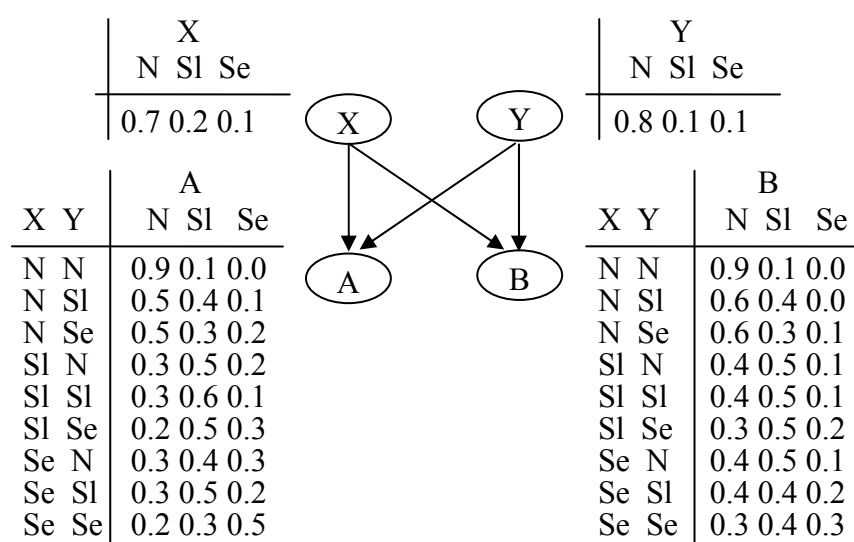 X
N Sl Se
0.7 0.2 0.1
X
Y
Y
N Sl Se
0.8 0.1 0.1
A
X Y N Sl Se
N N 0.9 0.1 0.0
N Sl 0.5 0.4 0.1
N Se 0.5 0.3 0.2
Sl N 0.3 0.5 0.2
Sl Sl 0.3 0.6 0.1
Sl Se 0.2 0.5 0.3
Se N 0.3 0.4 0.3
Se Sl 0.3 0.5 0.2
Se Se 0.2 0.3 0.5
A
B
B
X Y N Sl Se
N N 0.9 0.1 0.0
N Sl 0.6 0.4 0.0
N Se 0.6 0.3 0.1
Sl N 0.4 0.5 0.1
Sl Sl 0.4 0.5 0.1
Sl Se 0.3 0.5 0.2
Se N 0.4 0.5 0.1
Se Sl 0.4 0.4 0.2
Se Se 0.3 0.4 0.3